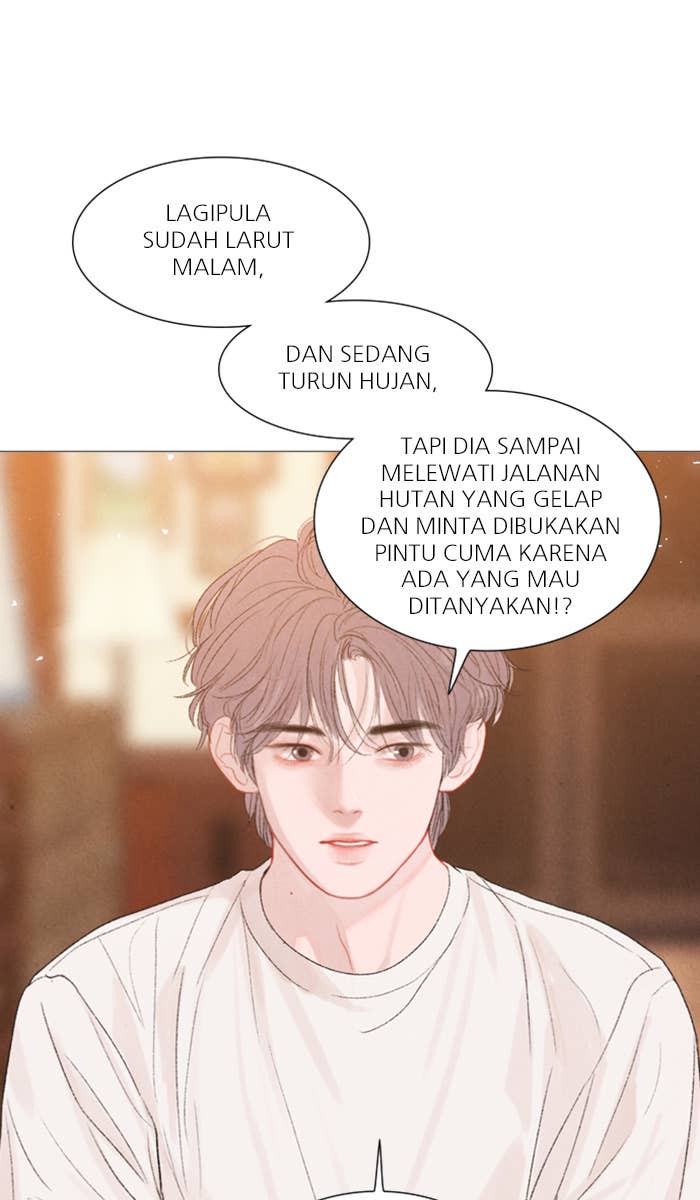 LAGIPULA
SUDAH LARUT
MALAM,
DAN SEDANG
TURUN HUJAN,
TAPI DIA SAMPAI
MELEWATI JALANAN
HUTAN YANG GELAP
DAN MINTA DIBUKAKAN
PINTU CUMA KARENA
ADA YANG MAU
DITANYAKAN!?